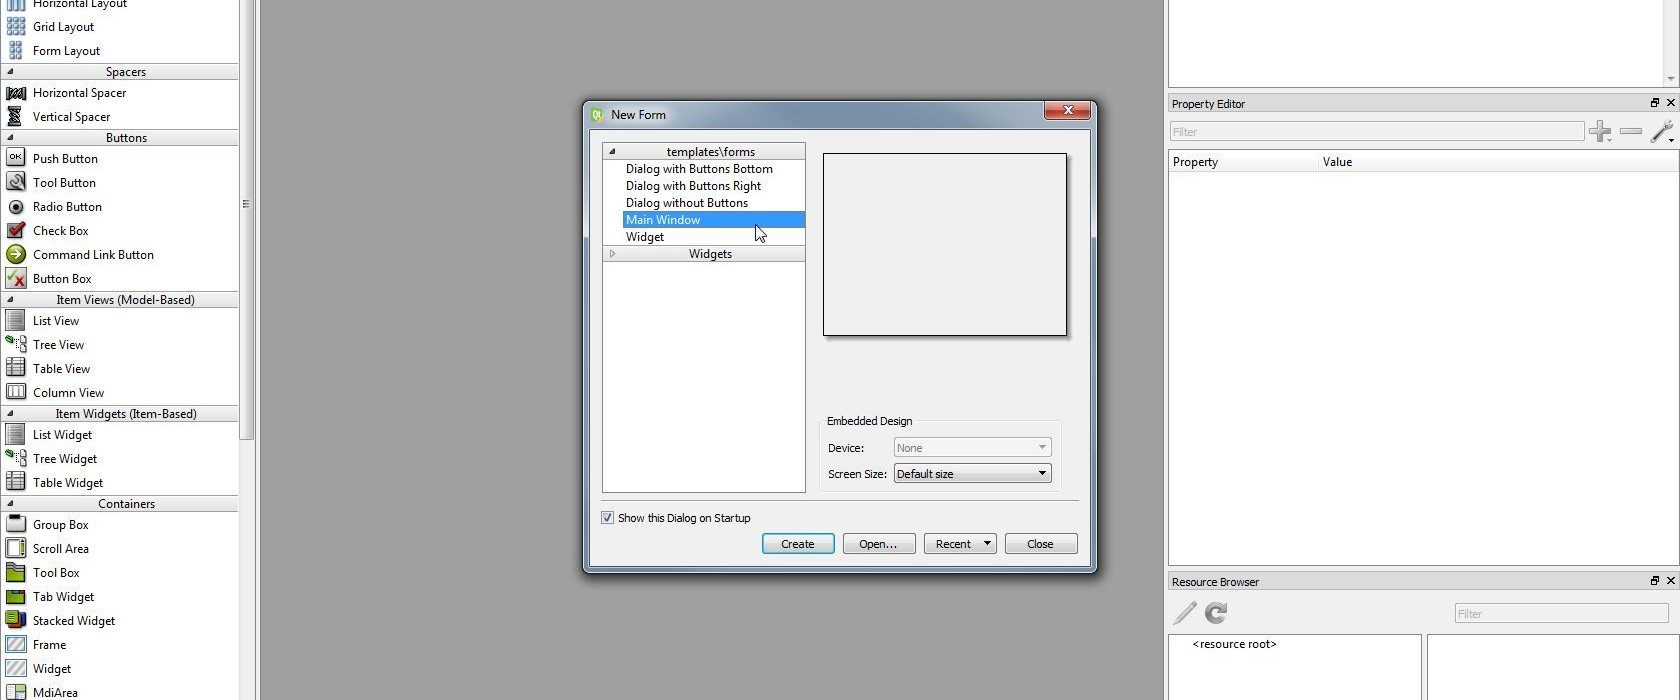 Horizontal Layout
Grid Layout
Form Layout
Spacers
Horizontal Spacer
Vertical Spacer
Buttons
OK
Push Button
Tool Button
Radio Button
Check Box
Command Link Button
Button Box
Item Views (Model-Based)
List View
Tree View
Table View
Column View
Item Widgets (Item-Based)
List Widget
Tree Widget
Table Widget
Containers
Group Box
Scroll Area
Tool Box
Tab Widget
Stacked Widget
Frame
Widget
MdiArea
Qt New Form
templates\forms
Dialog with Buttons Bottom
Dialog with Buttons Right
Dialog without Buttons
Main Window
Widget
Widgets
Embedded Design
Device: None
Screen Size: Default size
Show this Dialog on Startup
Create Open... Recent Close
Property Editor
Filter
Property Value
Resource Browser
Filter
<resource root>